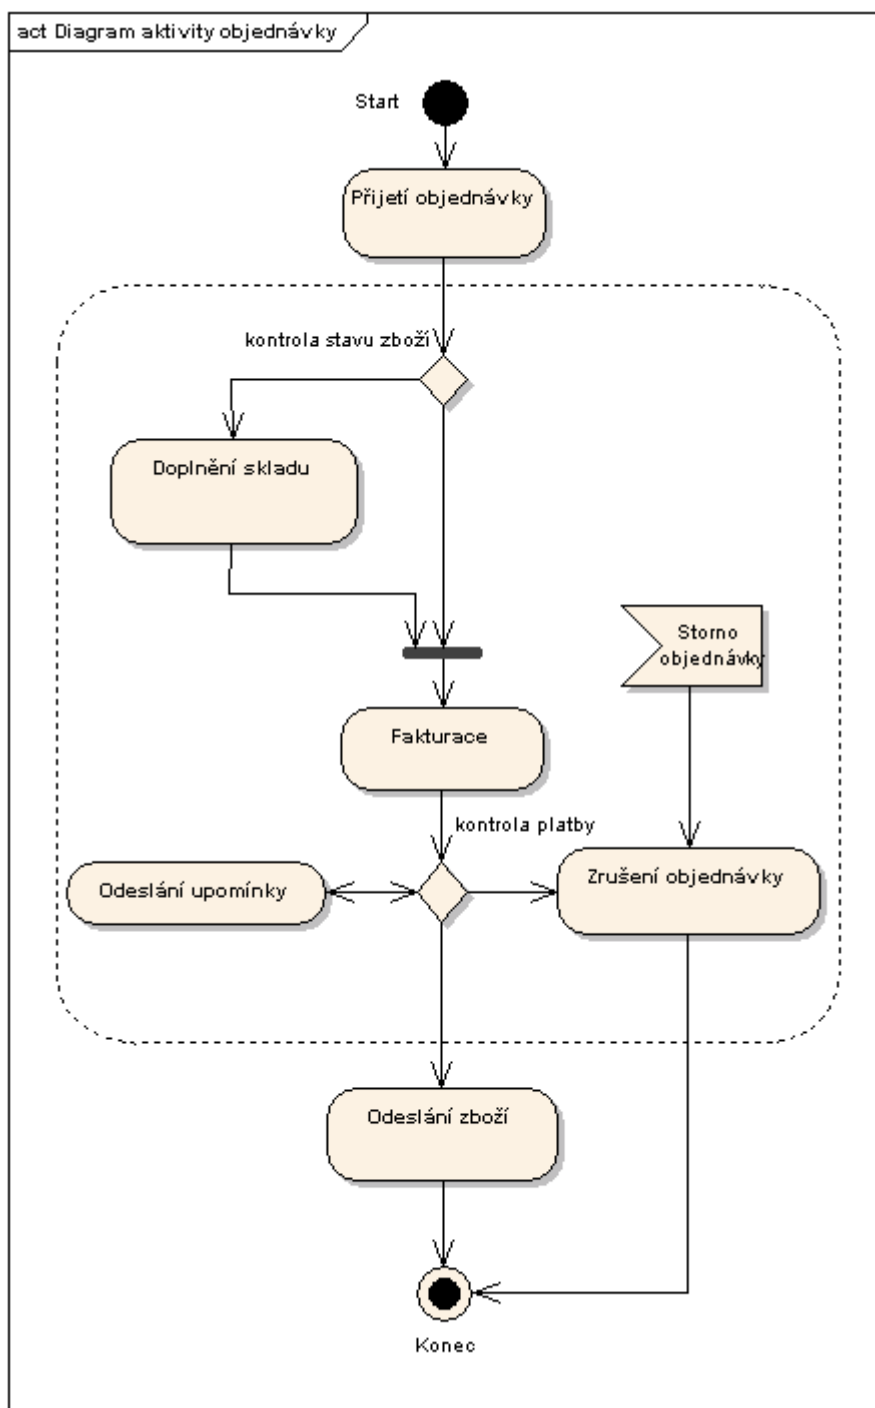 act Diagram aktivity objednávky
Start
Přijetí objednávky
kontrola stavu zboží
Doplnění skladu
Storno
objednávky
Fakturace
kontrola platby
Odeslání upomínky
Zrušení objednávky
Odeslání zboží
Konec